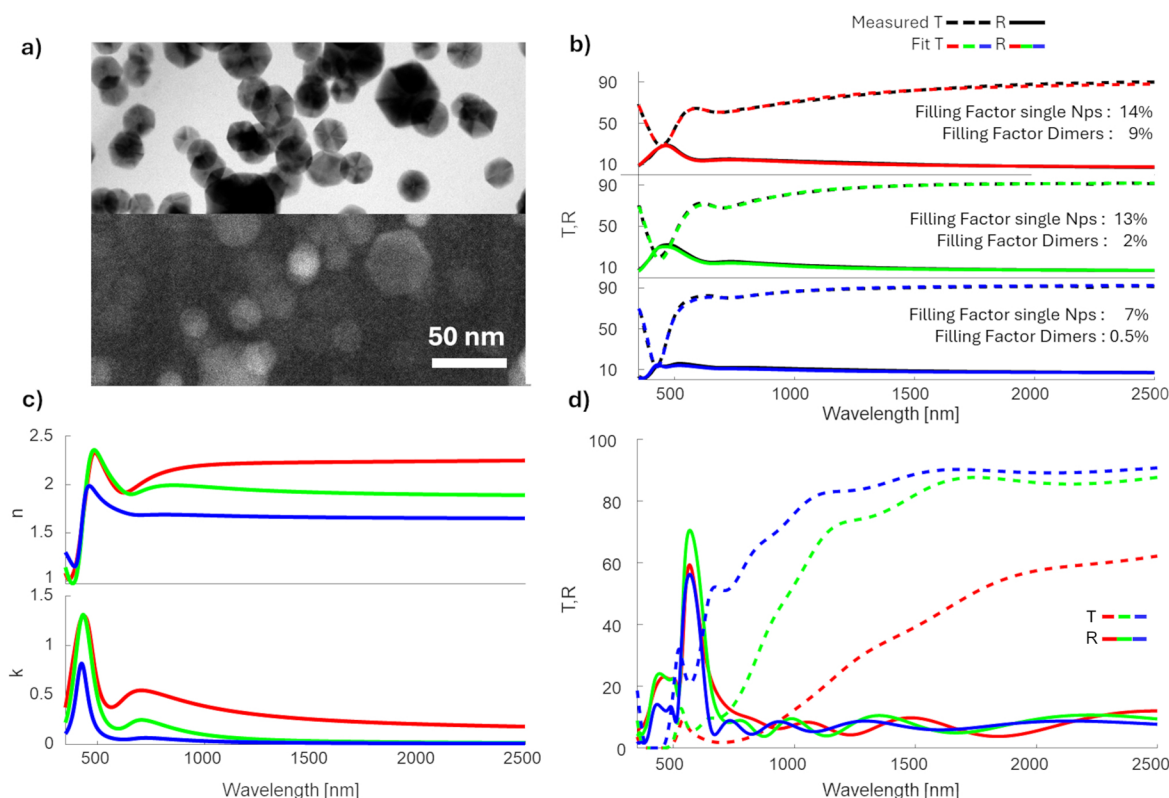 a)
50 nm
b)
Measured T R
Fit T R
90
50
10
Filling Factor single Nps : 14%
Filling Factor Dimers : 9%
90
50
10
Filling Factor single Nps : 13%
Filling Factor Dimers : 2%
90
50
10
Filling Factor single Nps : 7%
Filling Factor Dimers : 0.5%
T,R
500 1000 1500 2000 2500
Wavelength [nm]
c)
2.5
2
1.5
1
n
1.5
1
0.5
0
k
500 1000 1500 2000 2500
Wavelength [nm]
d)
100
80
60
40
20
0
T,R
T
R
500 1000 1500 2000 2500
Wavelength [nm]